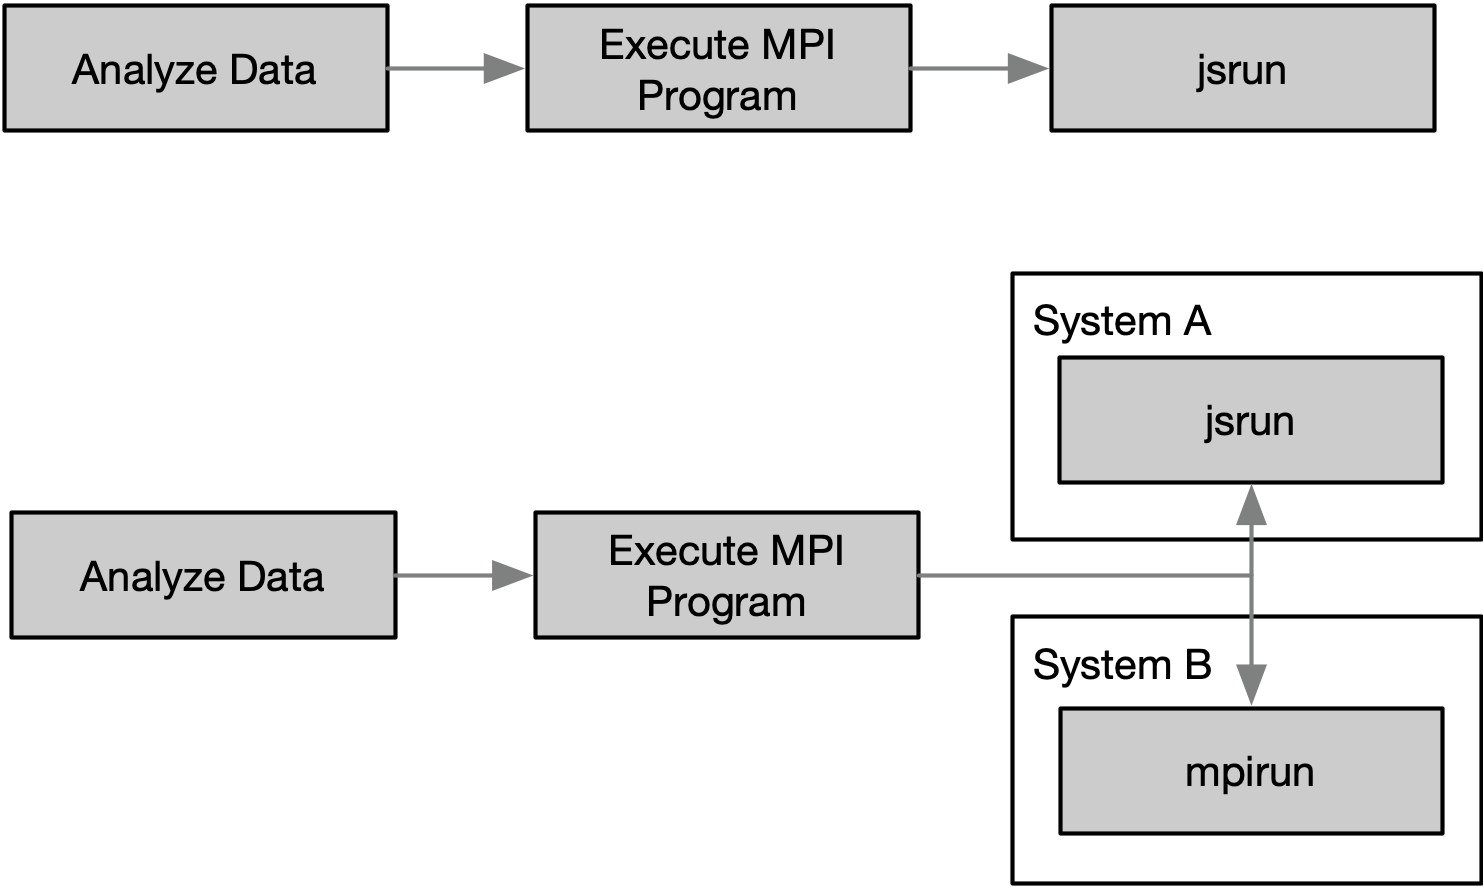 Analyze Data
Execute MPI
Program
jsrun
System A
jsrun
Analyze Data
Execute MPI
Program
System B
mpirun